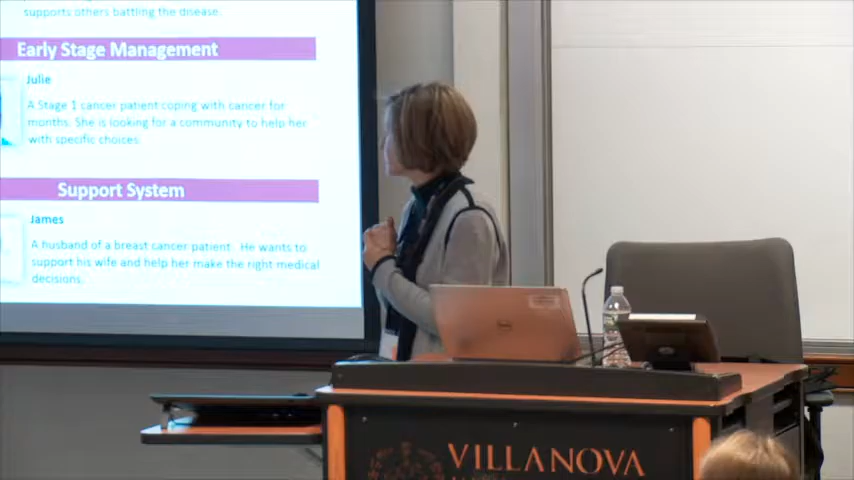 supports others battling the disease.
Early Stage Management
Julie
A Stage 1 cancer patient coping with cancer for
months. She is looking for a community to help her
with specific choices.
Support System
James
A husband of a breast cancer patient. He wants to
support his wife and help her make the right medical
decisions.
VILLANOVA